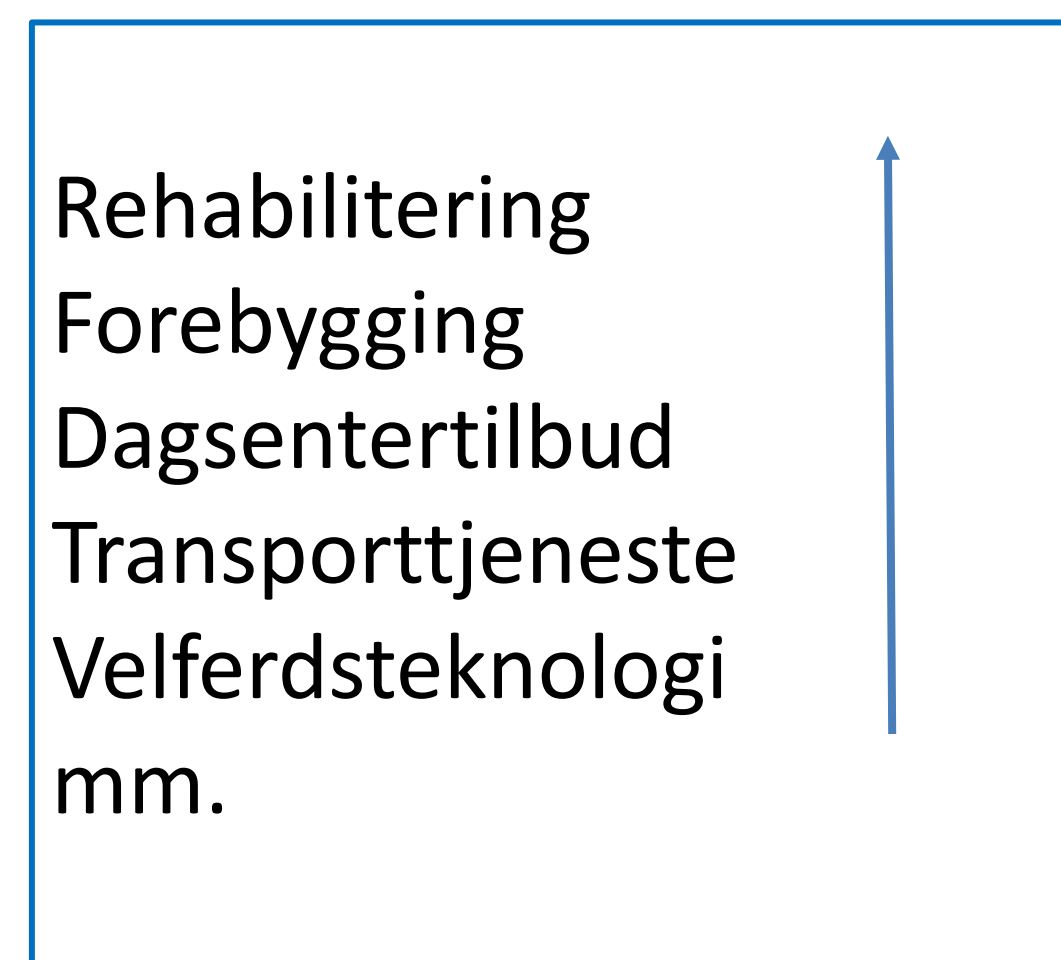 Rehabilitering
Forebygging
Dagsentertilbud
Transporttjeneste
Velferdsteknologi
mm.